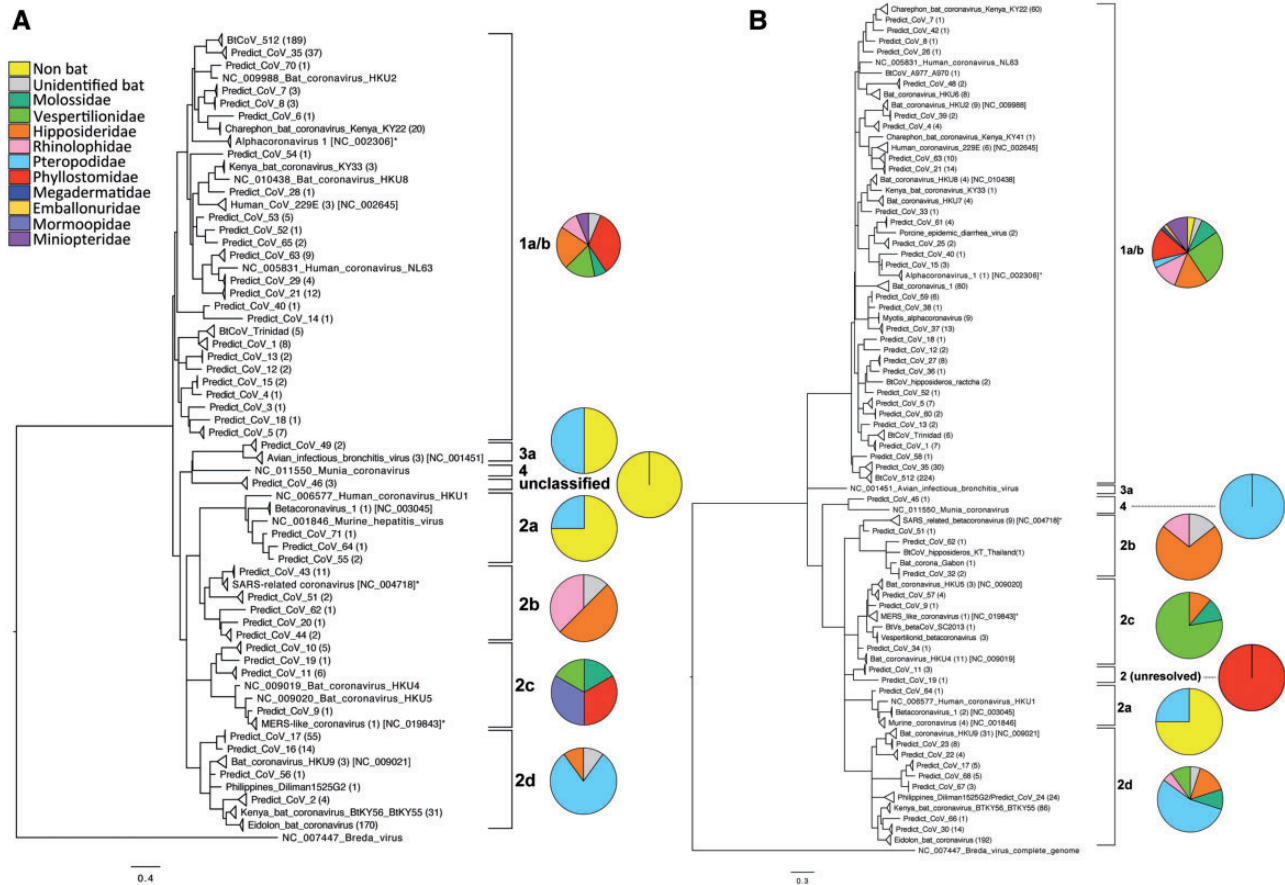 A
Non bat
Unidentified bat
Molossidae
Vespertilionidae
Hipposideridae
Rhinolophidae
Pteropodidae
Phyllostomidae
Megadermatidae
Emballonuridae
Mormoopidae
Miniopteridae
BtCoV_512 (189)
Predict_CoV_35 (37)
Predict_CoV_70 (1)
NC_009988_Bat_coronavirus_HKU2
Predict_CoV_7 (3)
Predict_CoV_8 (3)
Predict_CoV_6 (1)
Charephon_bat_coronavirus_Kenya_KY22 (20)
Alphacoronavirus 1 [NC_002306]*
Predict_CoV_54 (1)
Kenya_bat_coronavirus_KY33 (3)
NC_010438_Bat_coronavirus_HKU8
Predict_CoV_28 (1)
Human_CoV_229E (3) [NC_002645]
Predict_CoV_53 (5)
Predict_CoV_52 (1)
Predict_CoV_65 (2)
Predict_CoV_63 (9)
NC_005831_Human_coronavirus_NL63
Predict_CoV_29 (4)
Predict_CoV_21 (12)
Predict_CoV_40 (1)
Predict_CoV_14 (1)
BtCoV_Trinidad (5)
Predict_CoV_1 (8)
Predict_CoV_13 (2)
Predict_CoV_12 (2)
Predict_CoV_15 (2)
Predict_CoV_4 (1)
Predict_CoV_3 (1)
Predict_CoV_18 (1)
Predict_CoV_5 (7)
Predict_CoV_49 (2)
Avian_infectious_bronchitis_virus (3) [NC_001451]
NC_011550_Munia_coronavirus
Predict_CoV_46 (3)
NC_006577_Human_coronavirus_HKU1
Betacoronavirus_1 (1) [NC_003045]
NC_001846_Murine_hepatitis_virus
Predict_CoV_71 (1)
Predict_CoV_64 (1)
Predict_CoV_55 (2)
Predict_CoV_43 (11)
SARS-related coronavirus [NC_004718]*
Predict_CoV_51 (2)
Predict_CoV_62 (1)
Predict_CoV_20 (1)
Predict_CoV_44 (2)
Predict_CoV_10 (5)
Predict_CoV_19 (1)
Predict_CoV_11 (6)
NC_009019_Bat_coronavirus_HKU4
NC_009020_Bat_coronavirus_HKU5
Predict_CoV_9 (1)
MERS-like_coronavirus (1) [NC_019843]*
Predict_CoV_17 (55)
Predict_CoV_16 (14)
Bat_coronavirus_HKU9 (3) [NC_009021]
Predict_CoV_56 (1)
Philippines_Diliman1525G2 (1)
Predict_CoV_2 (4)
Kenya_bat_coronavirus_BtKY56_BtKY55 (31)
Eidolon_bat_coronavirus (170)
NC_007447_Breda_virus
1a/b
3a
4
unclassified
2a
2b
2c
2d
0.4
B
Charephon_bat_coronavirus_Kenya_KY22 (60)
Predict_CoV_7 (1)
Predict_CoV_42 (1)
Predict_CoV_8 (1)
Predict_CoV_26 (1)
NC_005831_Human_coronavirus_NL63
BtCoV_A977_A970 (1)
Predict_CoV_48 (2)
Bat_coronavirus_HKU6 (8)
Bat_coronavirus_HKU2 (9) [NC_009988]
Predict_CoV_39 (2)
Predict_CoV_4 (4)
Charephon_bat_coronavirus_Kenya_KY41 (1)
Human_coronavirus_229E (6) [NC_002645]
Predict_CoV_63 (10)
Predict_CoV_21 (14)
Bat_coronavirus_HKU8 (4) [NC_010438]
Kenya_bat_coronavirus_KY33 (1)
Bat_coronavirus_HKU7 (4)
Predict_CoV_33 (1)
Predict_CoV_61 (4)
Porcine_epidemic_diarrhea_virus (2)
Predict_CoV_25 (2)
Predict_CoV_40 (1)
Predict_CoV_15 (3)
Alphacoronavirus_1 (1) [NC_002306]*
Bat_coronavirus_1 (80)
Predict_CoV_59 (6)
Predict_CoV_38 (1)
Myotis_alphacoronavirus (9)
Predict_CoV_37 (13)
Predict_CoV_18 (1)
Predict_CoV_12 (2)
Predict_CoV_27 (8)
Predict_CoV_36 (1)
BtCoV_hipposideros_ractcha (2)
Predict_CoV_52 (1)
Predict_CoV_5 (7)
Predict_CoV_60 (2)
Predict_CoV_13 (2)
BtCoV_Trinidad (6)
Predict_CoV_1 (7)
Predict_CoV_58 (1)
Predict_CoV_35 (30)
BtCoV_512 (224)
NC_001451_Avian_infectious_bronchitis_virus
Predict_CoV_45 (1)
NC_011550_Munia_coronavirus
SARS_related_betacoronavirus (9) [NC_004718]*
Predict_CoV_51 (1)
Predict_CoV_62 (1)
BtCoV_hipposideros_KT_Thailand(1)
Bat_corona_Gabon (1)
Predict_CoV_32 (2)
Bat_coronavirus_HKU5 (3) [NC_009020]
Predict_CoV_57 (4)
Predict_CoV_9 (1)
MERS_like_coronavirus (1) [NC_019843]*
BtVs_betaCoV_SC2013 (1)
Vespertilionid_betacoronavirus (3)
Predict_CoV_34 (1)
Bat_coronavirus_HKU4 (11) [NC_009019]
Predict_CoV_11 (3)
Predict_CoV_19 (1)
Predict_CoV_64 (1)
NC_006577_Human_coronavirus_HKU1
Betacoronavirus_1 (2) [NC_003045]
Murine_coronavirus (4) [NC_001846]
Bat_coronavirus_HKU9 (31) [NC_009021]
Predict_CoV_23 (8)
Predict_CoV_22 (4)
Predict_CoV_17 (5)
Predict_CoV_68 (5)
Predict_CoV_67 (3)
Philippines_Diliman1525G2/Predict_CoV_24 (24)
Kenya_bat_coronavirus_BTKY56_BTKY55 (86)
Predict_CoV_66 (1)
Predict_CoV_30 (14)
Eidolon_bat_coronavirus (192)
NC_007447_Breda_virus_complete_genome
1a/b
3a
4
2b
2c
2 (unresolved)
2a
2d
0.3